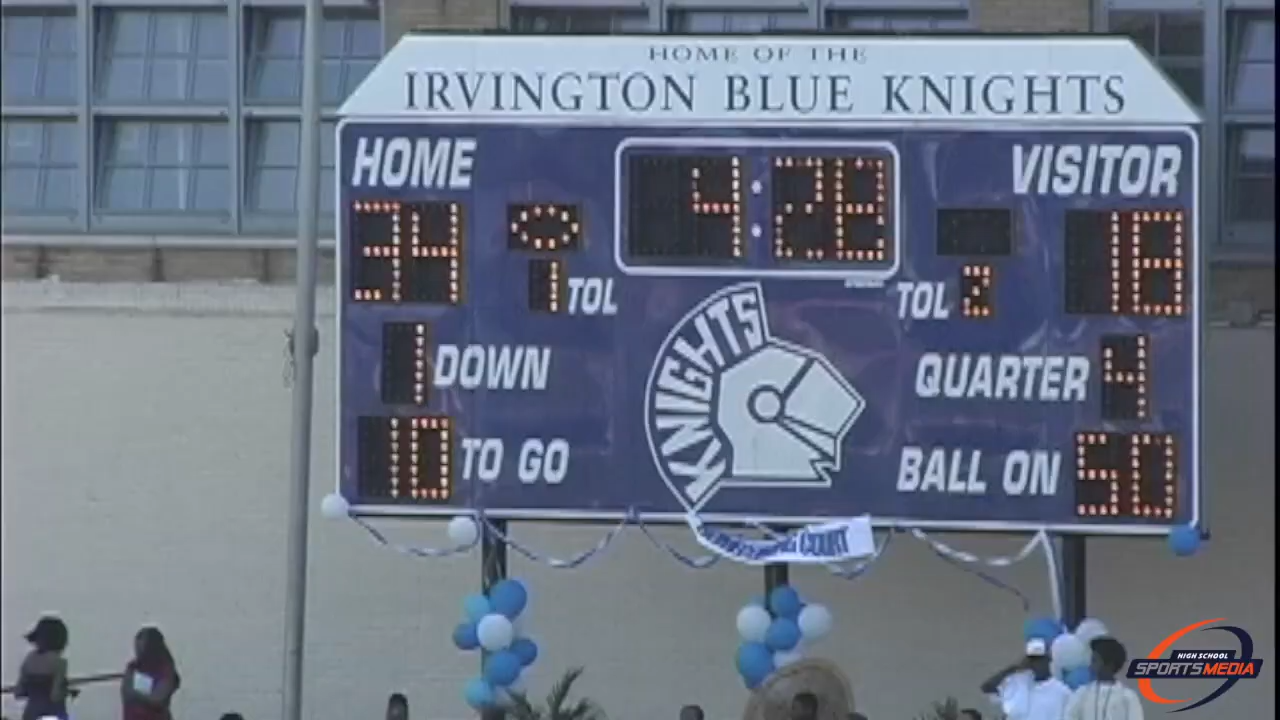 HOME OF THE
IRVINGTON BLUE KNIGHTS
HOME 4:28 VISITOR
34 18
1 TOL TOL 2
KNIGHTS
1 DOWN QUARTER 4
10 TO GO BALL ON 50
COURT
HIGH SCHOOL
SPORTSMEDIA